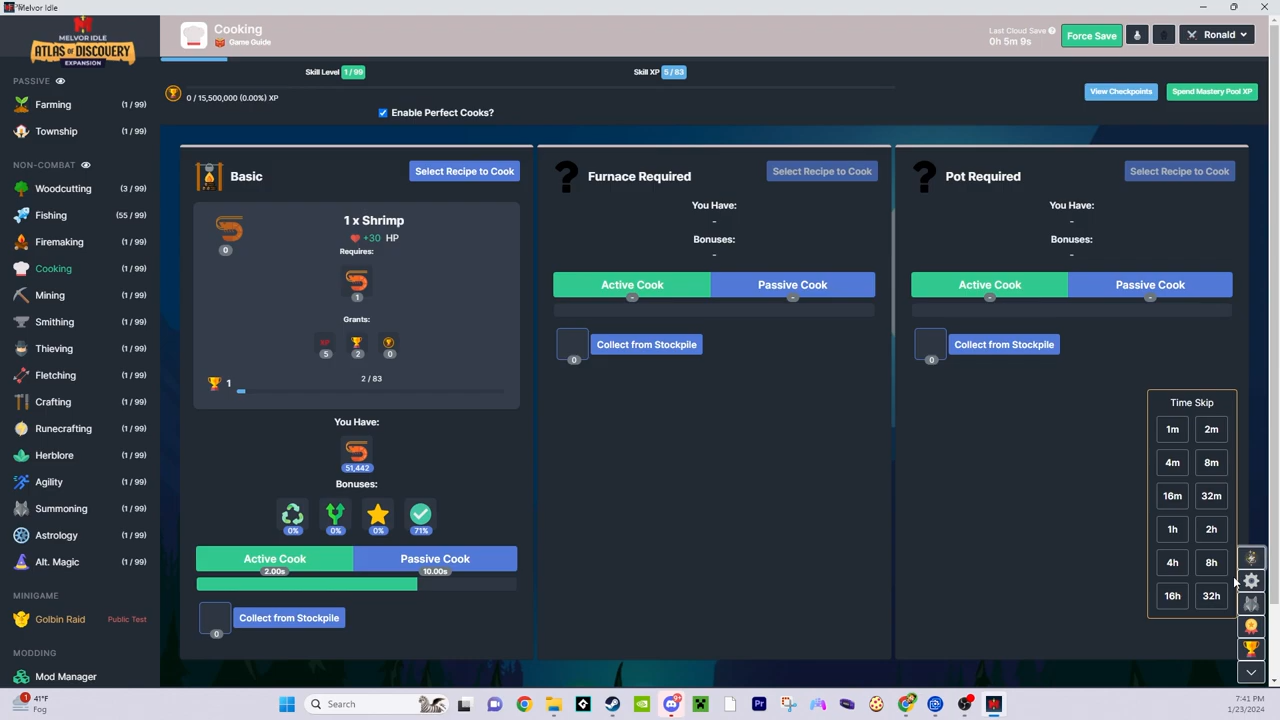 Melvor Idle
MELVOR IDLE
ATLAS OF DISCOVERY
EXPANSION
PASSIVE
Farming (1 / 99)
Township (1 / 99)
NON-COMBAT
Woodcutting (3 / 99)
Fishing (55 / 99)
Firemaking (1 / 99)
Cooking (1 / 99)
Mining (1 / 99)
Smithing (1 / 99)
Thieving (1 / 99)
Fletching (1 / 99)
Crafting (1 / 99)
Runecrafting (1 / 99)
Herblore (1 / 99)
Agility (1 / 99)
Summoning (1 / 99)
Astrology (1 / 99)
Alt. Magic (1 / 99)
MINIGAME
Golbin Raid Public Test
MODDING
Mod Manager
Cooking
Game Guide
Last Cloud Save
0h 5m 9s
Force Save
Ronald
Skill Level 1 / 99
Skill XP 5 / 83
0 / 15,500,000 (0.00%) XP
View Checkpoints
Spend Mastery Pool XP
Enable Perfect Cooks?
Basic
Select Recipe to Cook
1 x Shrimp
+30 HP
0
Requires:
1
Grants:
XP
5 2 0
2 / 83
1
You Have:
51,442
Bonuses:
0% 0% 0% 71%
Active Cook Passive Cook
2.00s 10.00s
Collect from Stockpile
0
? Furnace Required
Select Recipe to Cook
You Have:
-
Bonuses:
-
Active Cook Passive Cook
- -
Collect from Stockpile
0
? Pot Required
Select Recipe to Cook
You Have:
-
Bonuses:
-
Active Cook Passive Cook
- -
Collect from Stockpile
0
Time Skip
1m 2m
4m 8m
16m 32m
1h 2h
4h 8h
16h 32h
1
41°F
Fog
Search
Pr
7:41 PM
1/23/2024